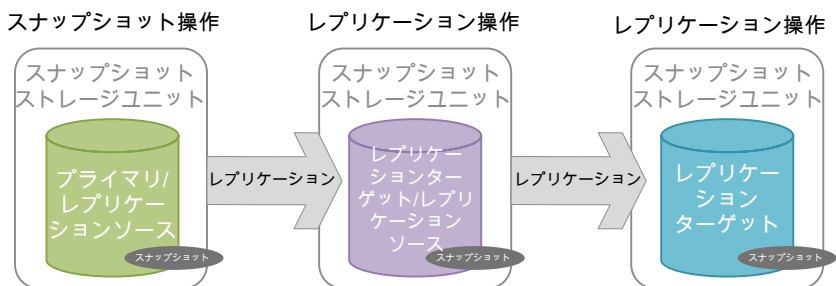 スナップショット操作
レプリケーション操作
レプリケーション操作
スナップショット
ストレージユニット
プライマリ/
レプリケー
ションソース
スナップショット
レプリケーション
スナップショット
ストレージユニット
レプリケー
ションター
ゲット/レプリ
ケーション
ソース
スナップショット
レプリケーション
スナップショット
ストレージユニット
レプリケー
ション
ターゲット
スナップショット